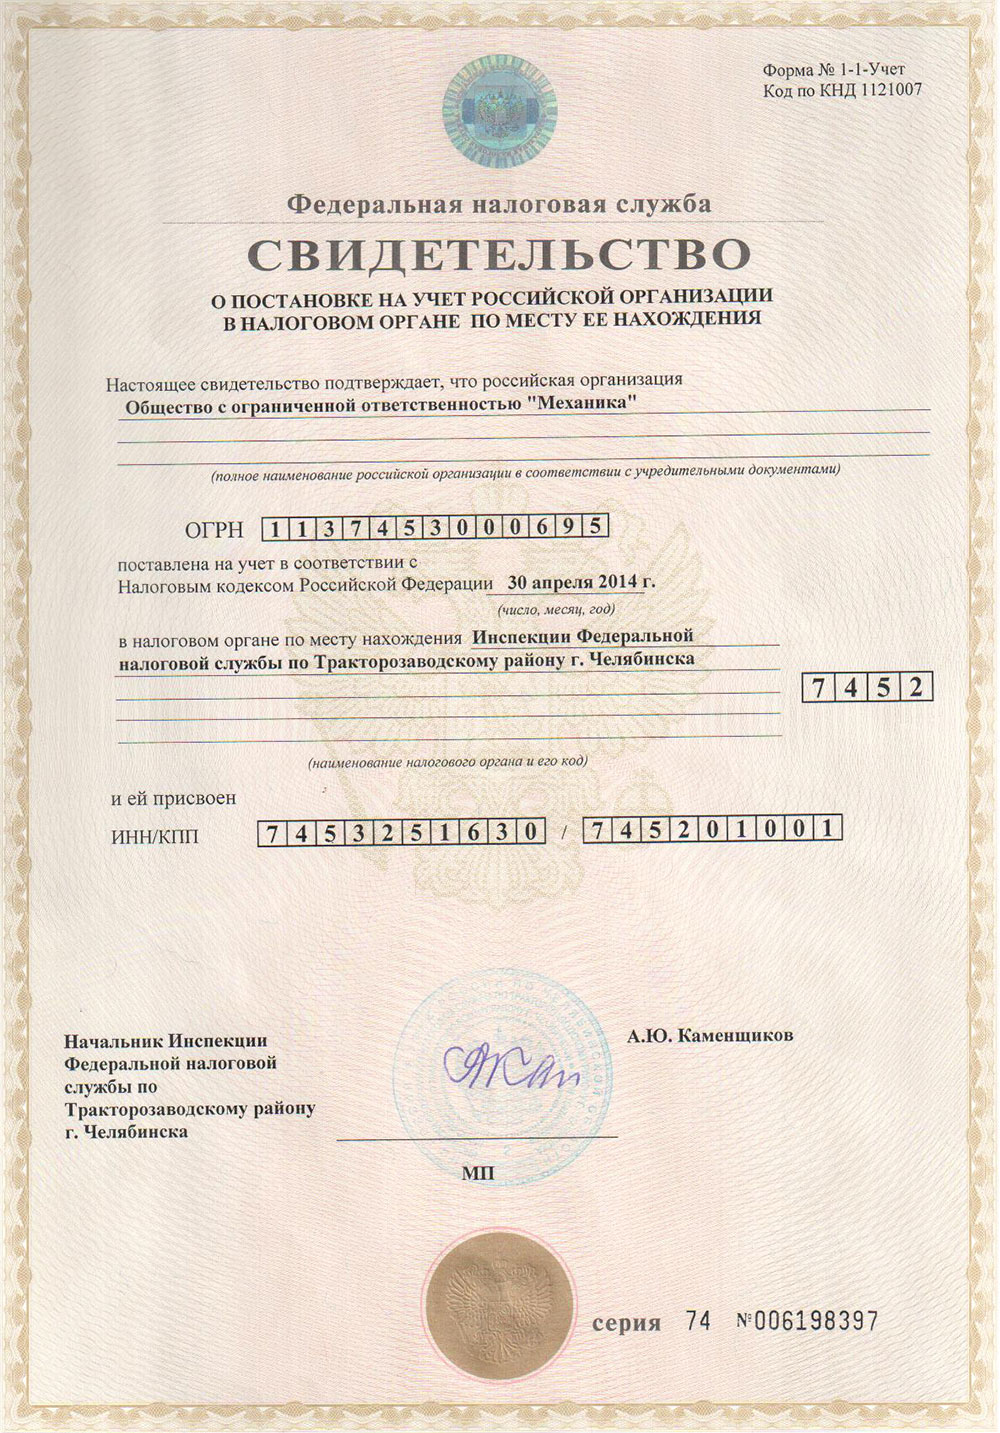 Форма № 1-1-Учет
Код по КНД 1121007
Федеральная налоговая служба
СВИДЕТЕЛЬСТВО
О ПОСТАНОВКЕ НА УЧЕТ РОССИЙСКОЙ ОРГАНИЗАЦИИ
В НАЛОГОВОМ ОРГАНЕ ПО МЕСТУ ЕЕ НАХОЖДЕНИЯ
Настоящее свидетельство подтверждает, что российская организация
Общество с ограниченной ответственностью "Механика"
(полное наименование российской организации в соответствии с учредительными документами)
ОГРН 1137453000695
поставлена на учет в соответствии с
Налоговым кодексом Российской Федерации 30 апреля 2014 г.
(число, месяц, год)
в налоговом органе по месту нахождения Инспекции Федеральной
налоговой службы по Тракторозаводскому району г. Челябинска
7452
(наименование налогового органа и его код)
и ей присвоен
ИНН/КПП 7453251630 / 745201001
Начальник Инспекции
Федеральной налоговой
службы по
Тракторозаводскому району
г. Челябинска
А.Ю. Каменщиков
МП
серия 74 №006198397